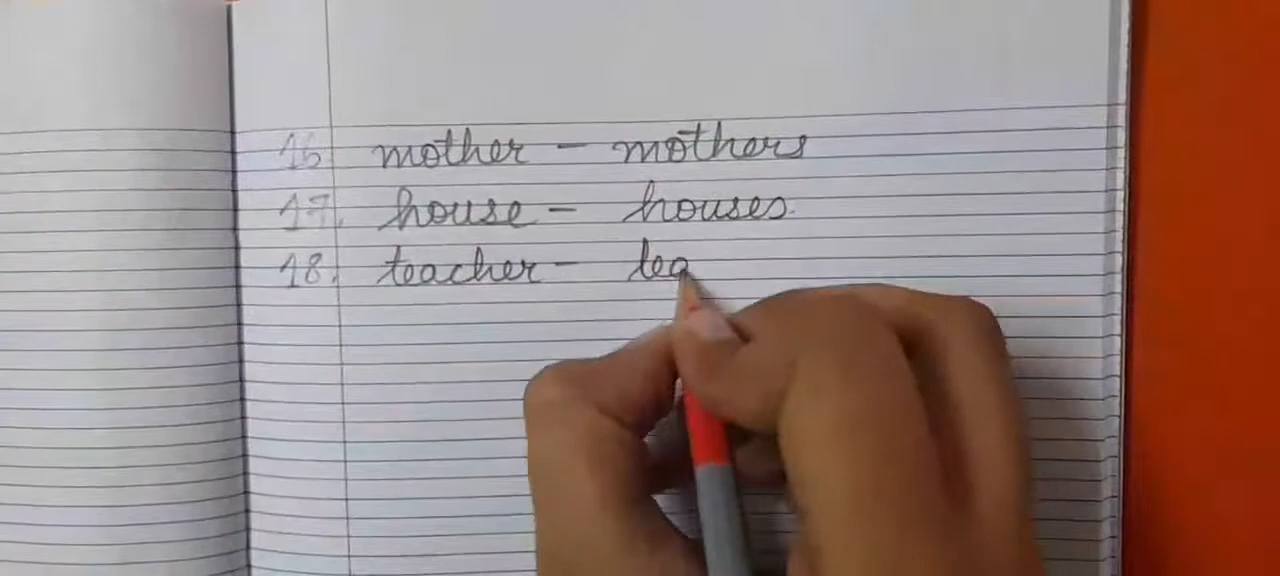 16 mother - mothers
17. house - houses.
18. teacher - tea